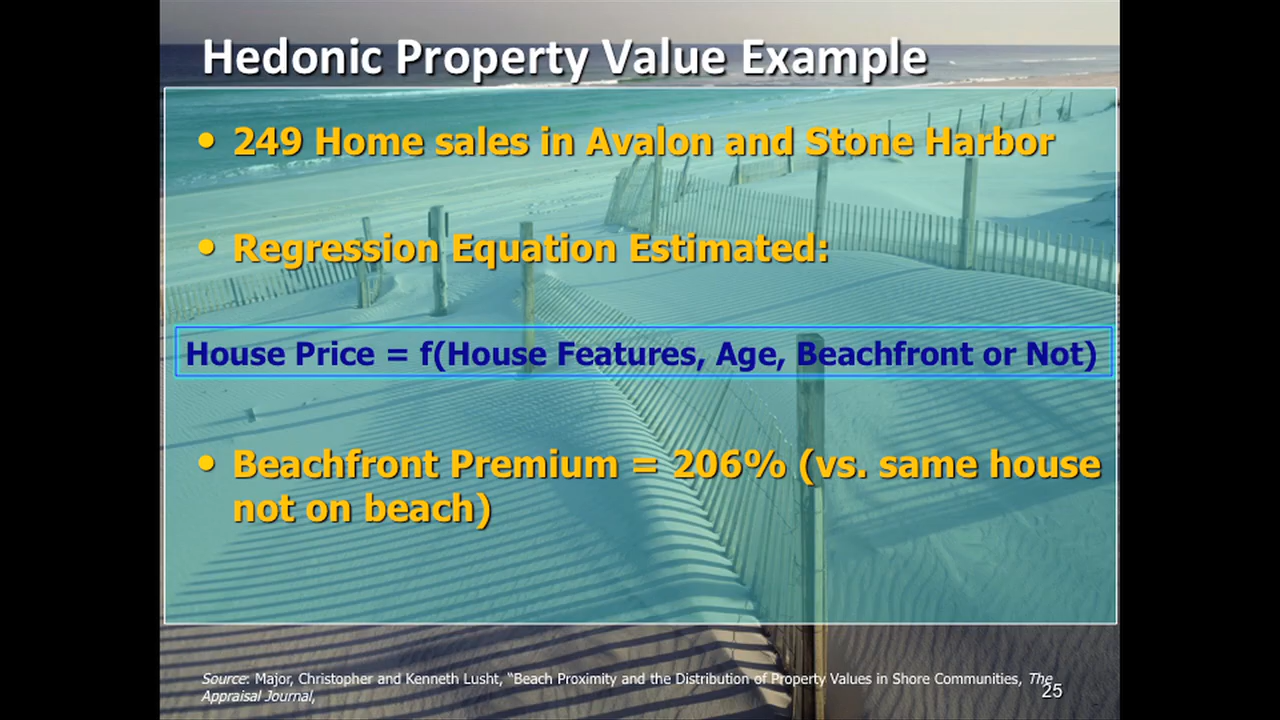 Hedonic Property Value Example
• 249 Home sales in Avalon and Stone Harbor
• Regression Equation Estimated:
House Price = f(House Features, Age, Beachfront or Not)
• Beachfront Premium = 206% (vs. same house
not on beach)
Source: Major, Christopher and Kenneth Lusht, “Beach Proximity and the Distribution of Property Values in Shore Communities, The
Appraisal Journal,
25